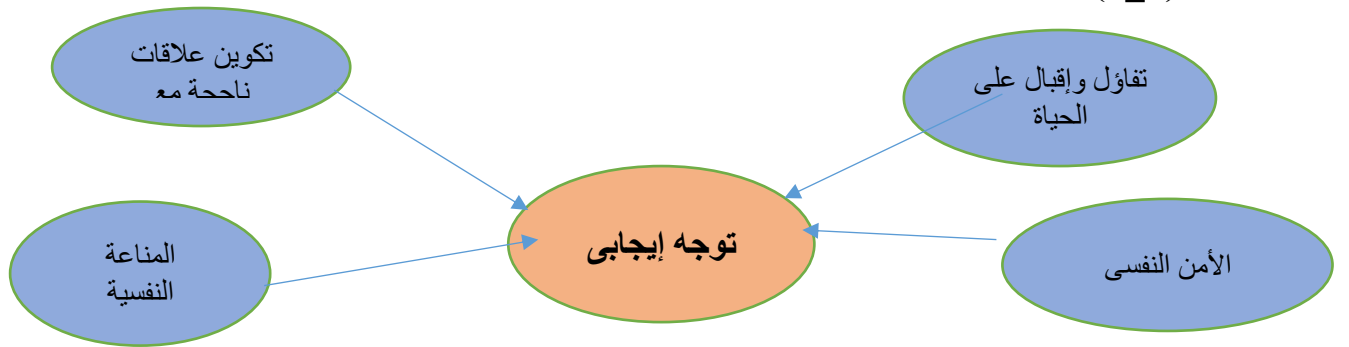 تكوين علاقات
ناجحة مع
تفاؤل وإقبال على
الحياة
توجه إيجابى
المناعة
النفسية
الأمن النفسى